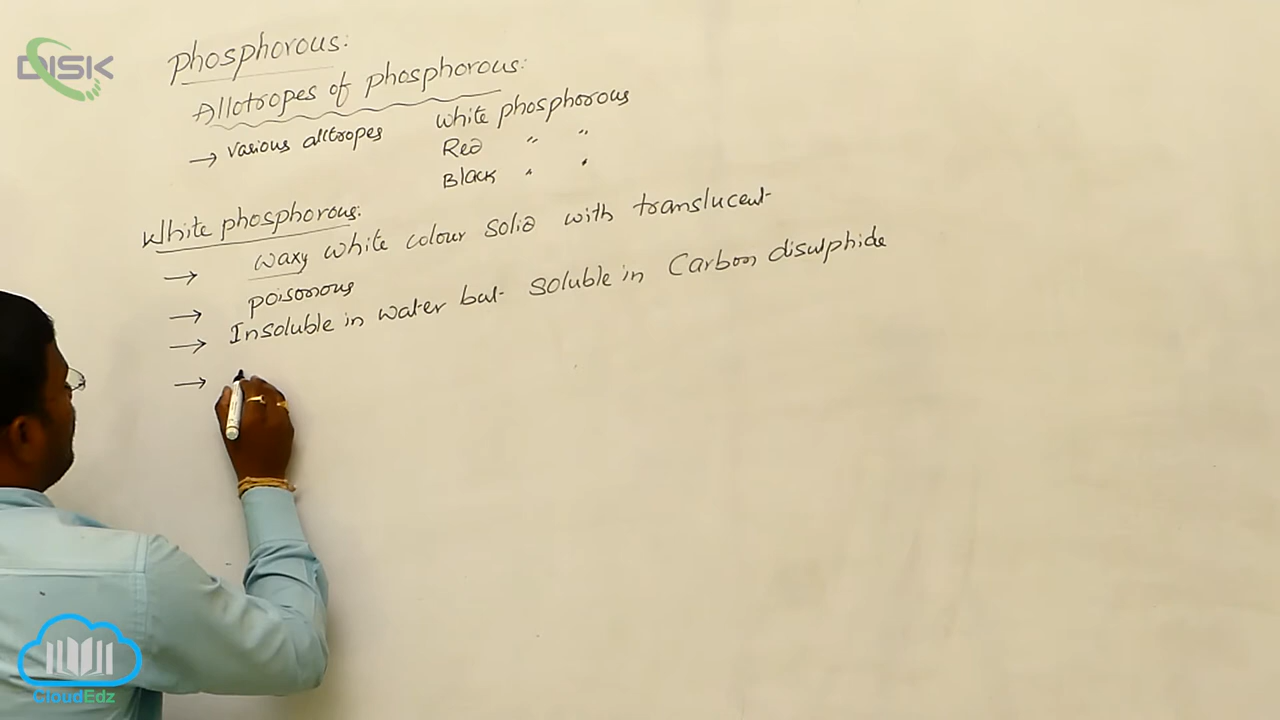 DISK
Phosphorous:
Allotropes of phosphorous:
→ various alltropes white phosphorous
Red " "
Black " "
White phosphorous:
→ waxy white colour solid with translucent
→ poisonous
→ Insoluble in water but soluble in Carbon disulphide
→
CloudEdz